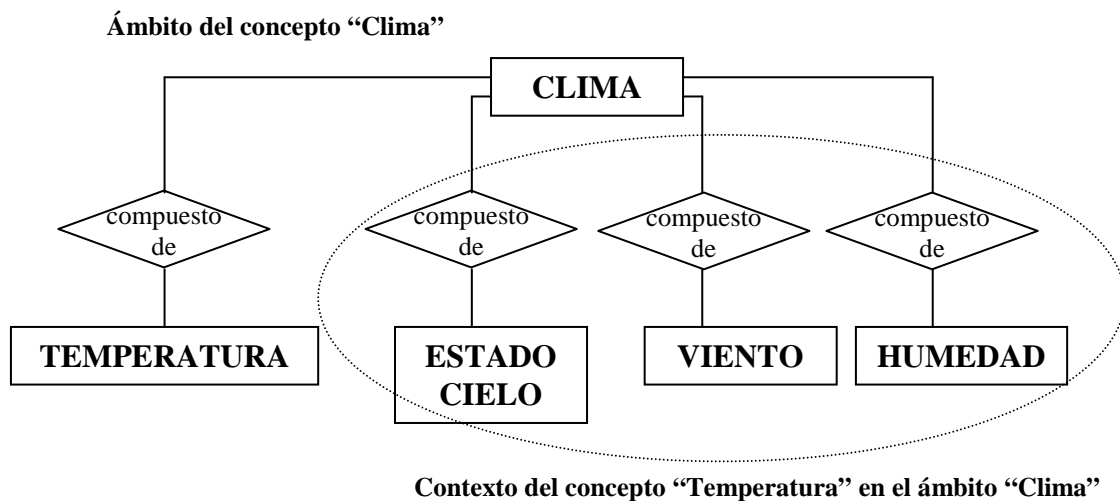 Ámbito del concepto “Clima”
CLIMA
compuesto
de
compuesto
de
compuesto
de
compuesto
de
TEMPERATURA
ESTADO
CIELO
VIENTO
HUMEDAD
Contexto del concepto “Temperatura” en el ámbito “Clima”